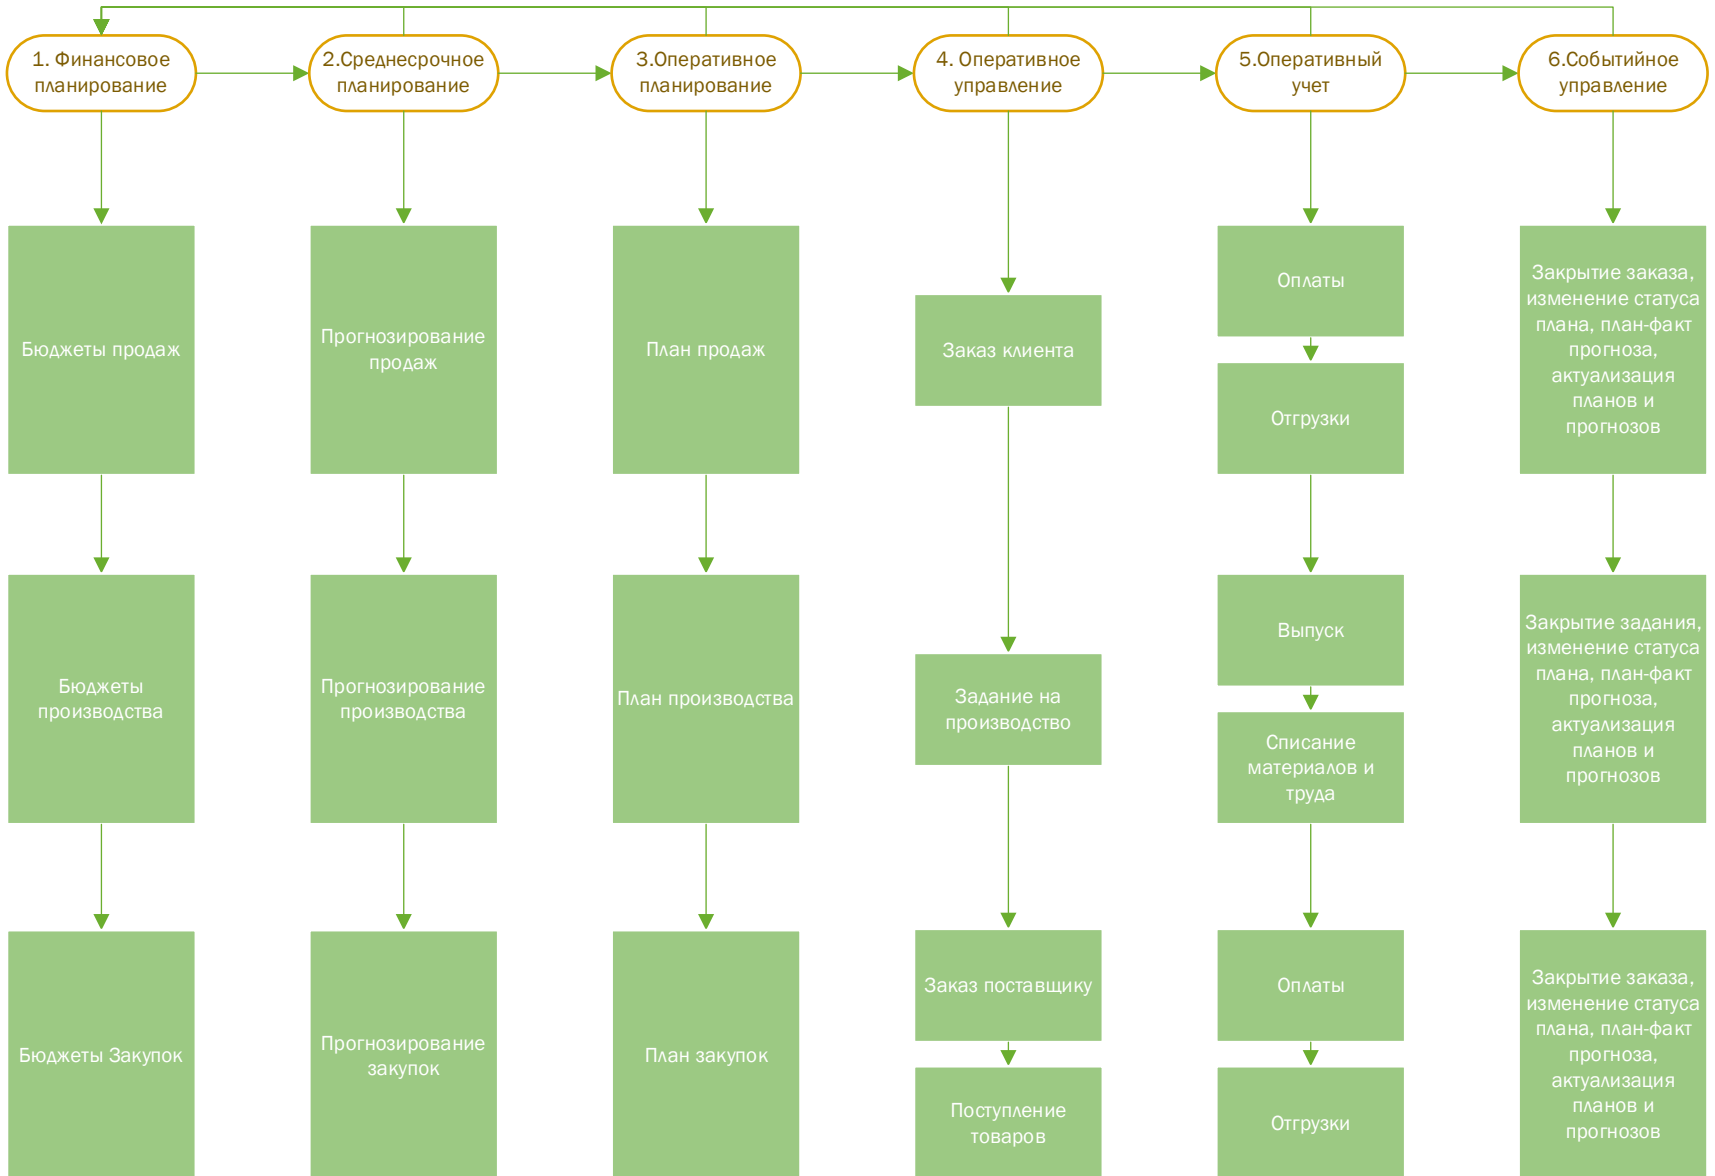 1. Финансовое
планирование
2.Среднесрочное
планирование
3.Оперативное
планирование
4. Оперативное
управление
5.Оперативный
учет
6.Событийное
управление
Бюджеты продаж
Прогнозирование
продаж
План продаж
Заказ клиента
Оплаты
Отгрузки
Закрытие заказа,
изменение статуса
плана, план-факт
прогноза,
актуализация
планов и
прогнозов
Бюджеты
производства
Прогнозирование
производства
План производства
Задание на
производство
Выпуск
Списание
материалов и
труда
Закрытие задания,
изменение статуса
плана, план-факт
прогноза,
актуализация
планов и
прогнозов
Бюджеты Закупок
Прогнозирование
закупок
План закупок
Заказ поставщику
Поступление
товаров
Оплаты
Отгрузки
Закрытие заказа,
изменение статуса
плана, план-факт
прогноза,
актуализация
планов и
прогнозов